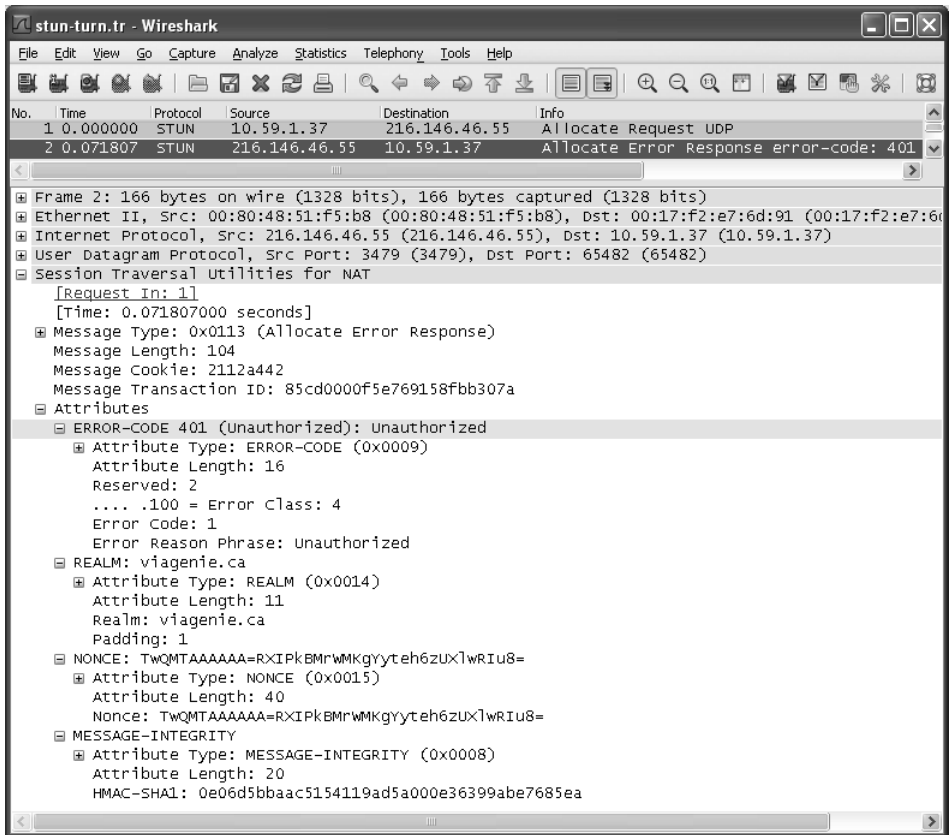 stun-turn.tr - Wireshark
File Edit View Go Capture Analyze Statistics Telephony Tools Help
No. Time Protocol Source Destination Info
1 0.000000 STUN 10.59.1.37 216.146.46.55 Allocate Request UDP
2 0.071807 STUN 216.146.46.55 10.59.1.37 Allocate Error Response error-code: 401
Frame 2: 166 bytes on wire (1328 bits), 166 bytes captured (1328 bits)
Ethernet II, Src: 00:80:48:51:f5:b8 (00:80:48:51:f5:b8), Dst: 00:17:f2:e7:6d:91 (00:17:f2:e7:6
Internet Protocol, Src: 216.146.46.55 (216.146.46.55), Dst: 10.59.1.37 (10.59.1.37)
User Datagram Protocol, Src Port: 3479 (3479), Dst Port: 65482 (65482)
Session Traversal Utilities for NAT
[Request In: 1]
[Time: 0.071807000 seconds]
Message Type: 0x0113 (Allocate Error Response)
Message Length: 104
Message Cookie: 2112a442
Message Transaction ID: 85cd0000f5e769158fbb307a
Attributes
ERROR-CODE 401 (Unauthorized): Unauthorized
Attribute Type: ERROR-CODE (0x0009)
Attribute Length: 16
Reserved: 2
.... .100 = Error Class: 4
Error Code: 1
Error Reason Phrase: Unauthorized
REALM: viagenie.ca
Attribute Type: REALM (0x0014)
Attribute Length: 11
Realm: viagenie.ca
Padding: 1
NONCE: TwQMTAAAAAA=RXIPkBMrWMKgYyteh6zUXlwRIu8=
Attribute Type: NONCE (0x0015)
Attribute Length: 40
Nonce: TwQMTAAAAAA=RXIPkBMrWMKgYyteh6zUXlwRIu8=
MESSAGE-INTEGRITY
Attribute Type: MESSAGE-INTEGRITY (0x0008)
Attribute Length: 20
HMAC-SHA1: 0e06d5bbaac5154119ad5a000e36399abe7685ea